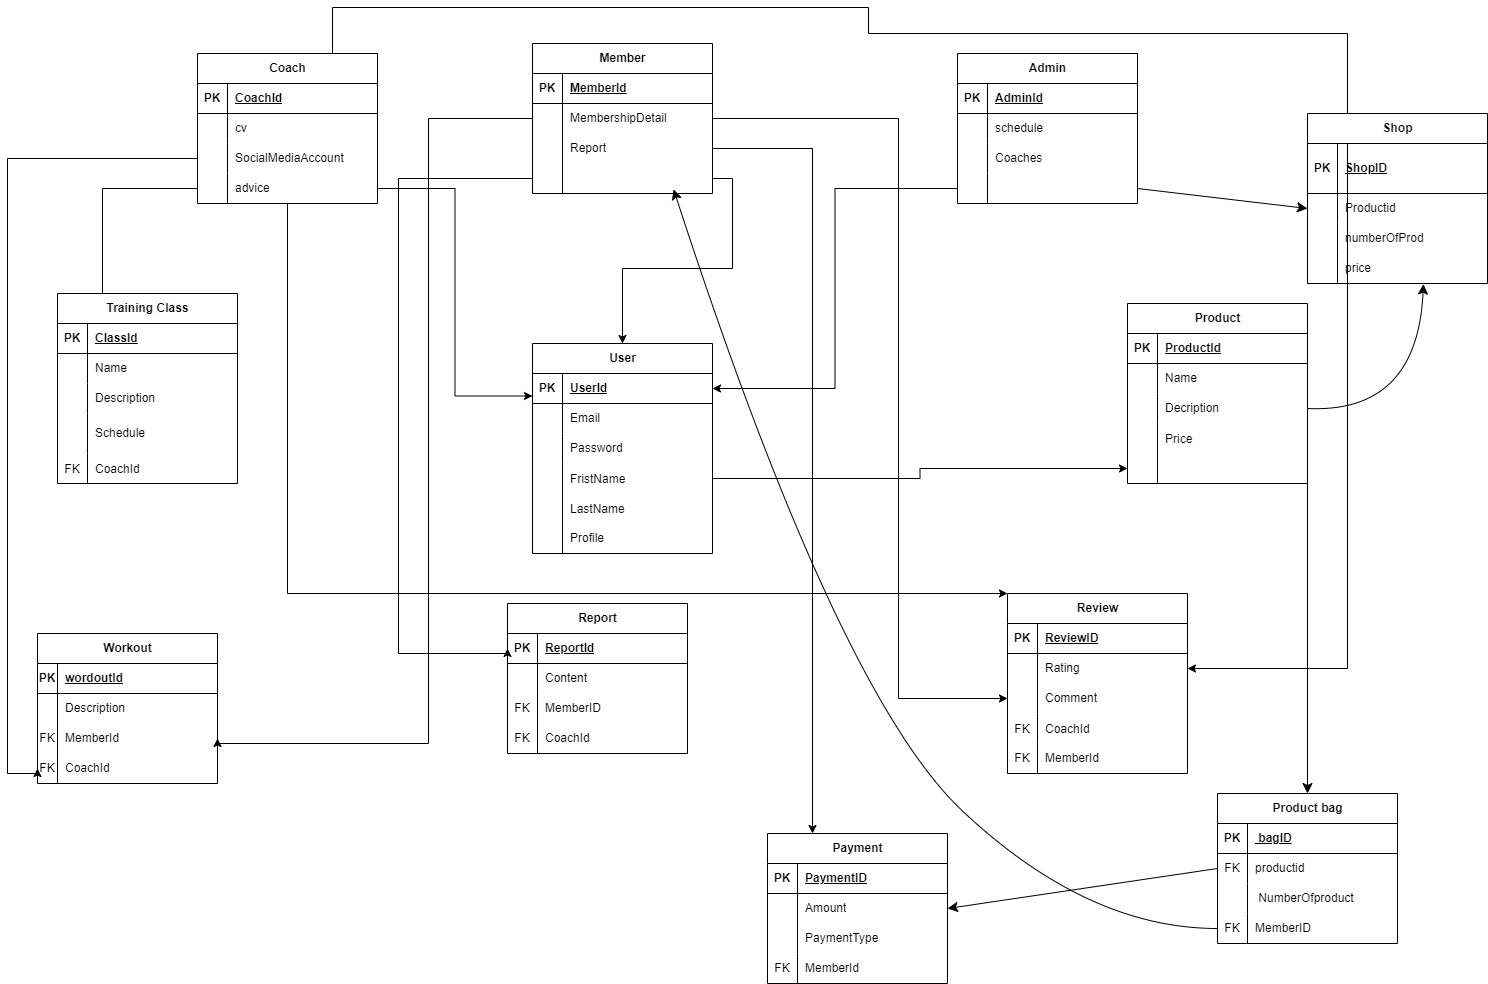 Coach
PK CoachId
cv
SocialMediaAccount
advice
Member
PK MemberId
MembershipDetail
Report
Admin
PK AdminId
schedule
Coaches
Shop
PK ShopID
Productid
numberOfProd
price
Training Class
PK ClassId
Name
Description
Schedule
FK CoachId
User
PK UserId
Email
Password
FristName
LastName
Profile
Product
PK ProductId
Name
Decription
Price
Workout
PK wordoutId
Description
FK MemberId
FK CoachId
Report
PK ReportId
Content
FK MemberID
FK CoachId
Review
PK ReviewID
Rating
Comment
FK CoachId
FK MemberId
Payment
PK PaymentID
Amount
PaymentType
FK MemberId
Product bag
PK bagID
FK productid
NumberOfproduct
FK MemberID